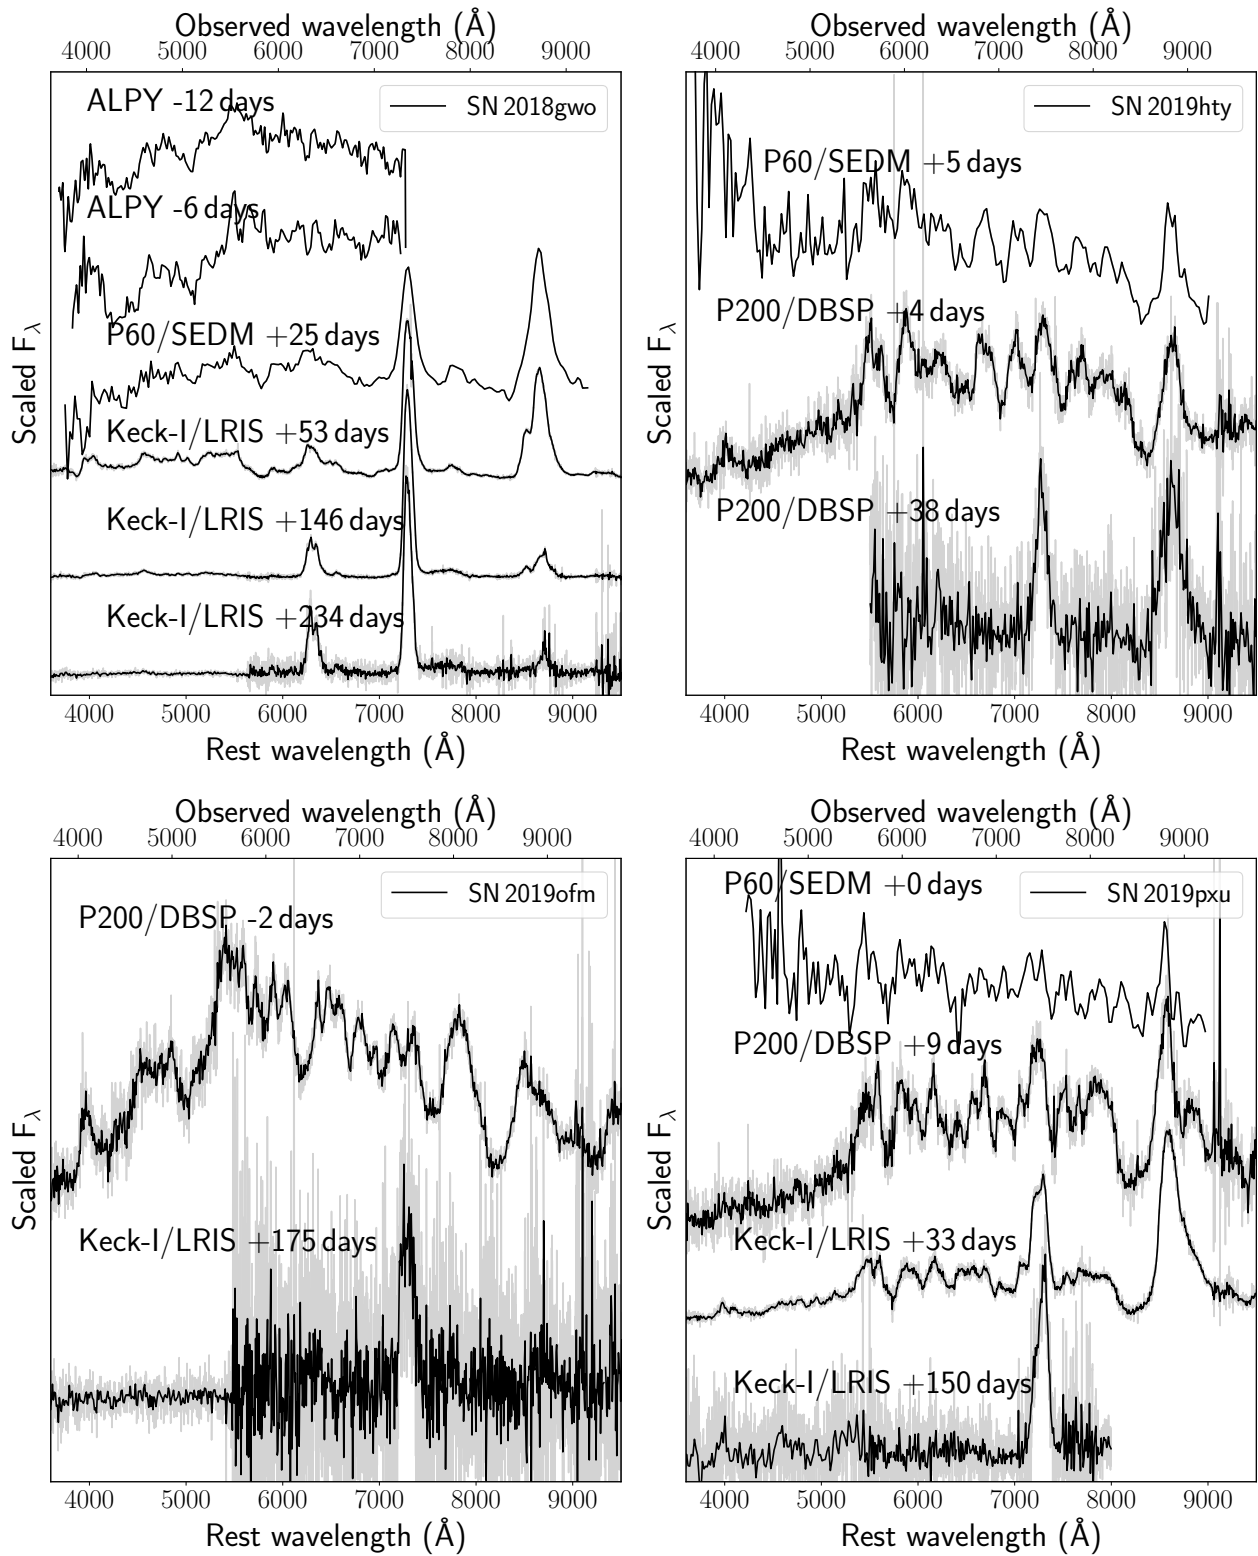 Observed wavelength (Å)
4000 5000 6000 7000 8000 9000
SN 2018gwo
ALPY -12 days
ALPY -6 days
P60/SEDM +25 days
Keck-I/LRIS +53 days
Keck-I/LRIS +146 days
Keck-I/LRIS +234 days
Scaled F_λ
4000 5000 6000 7000 8000 9000
Rest wavelength (Å)
Observed wavelength (Å)
4000 5000 6000 7000 8000 9000
SN 2019hty
P60/SEDM +5 days
P200/DBSP +4 days
P200/DBSP +38 days
Scaled F_λ
4000 5000 6000 7000 8000 9000
Rest wavelength (Å)
Observed wavelength (Å)
4000 5000 6000 7000 8000 9000
SN 2019ofm
P200/DBSP -2 days
Keck-I/LRIS +175 days
Scaled F_λ
4000 5000 6000 7000 8000 9000
Rest wavelength (Å)
Observed wavelength (Å)
4000 5000 6000 7000 8000 9000
P60/SEDM +0 days
SN 2019pxu
P200/DBSP +9 days
Keck-I/LRIS +33 days
Keck-I/LRIS +150 days
Scaled F_λ
4000 5000 6000 7000 8000 9000
Rest wavelength (Å)